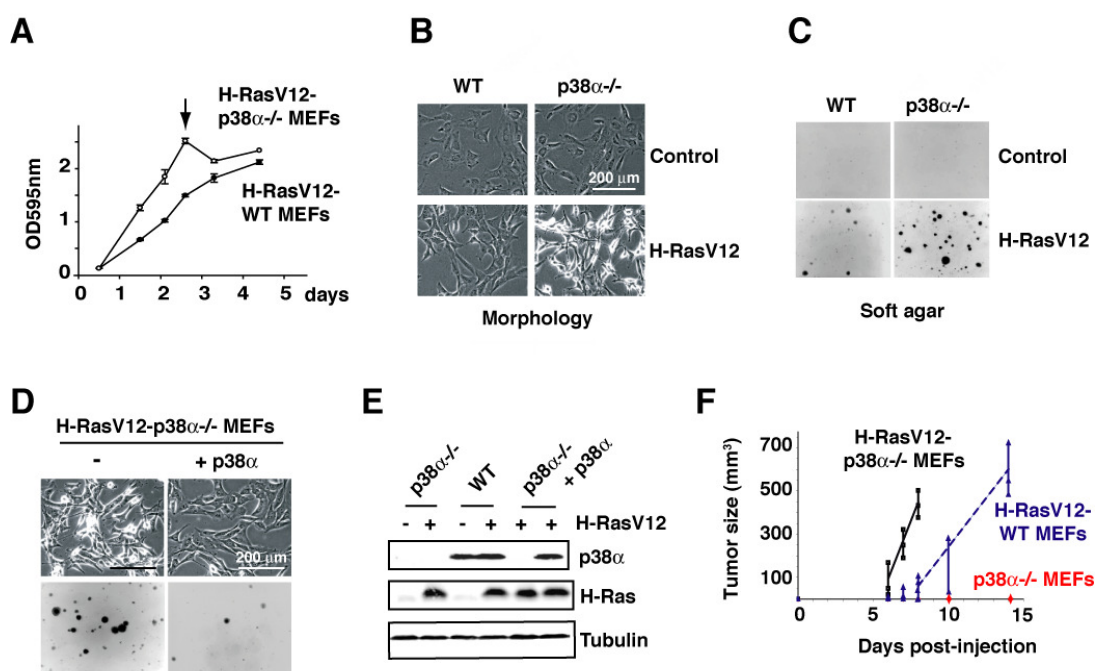 A
H-RasV12-
p38α-/- MEFs
H-RasV12-
WT MEFs
OD595nm
2
1
0
0 1 2 3 4 5 days
B
WT p38α-/-
Control
200 μm
H-RasV12
Morphology
C
WT p38α-/-
Control
H-RasV12
Soft agar
D
H-RasV12-p38α-/- MEFs
- + p38α
200 μm
E
p38α-/- WT p38α-/-
+ p38α
- + - + + + H-RasV12
p38α
H-Ras
Tubulin
F
H-RasV12-
p38α-/- MEFs
H-RasV12-
WT MEFs
p38α-/- MEFs
Tumor size (mm³)
700
500
300
100
0 5 10 15
Days post-injection